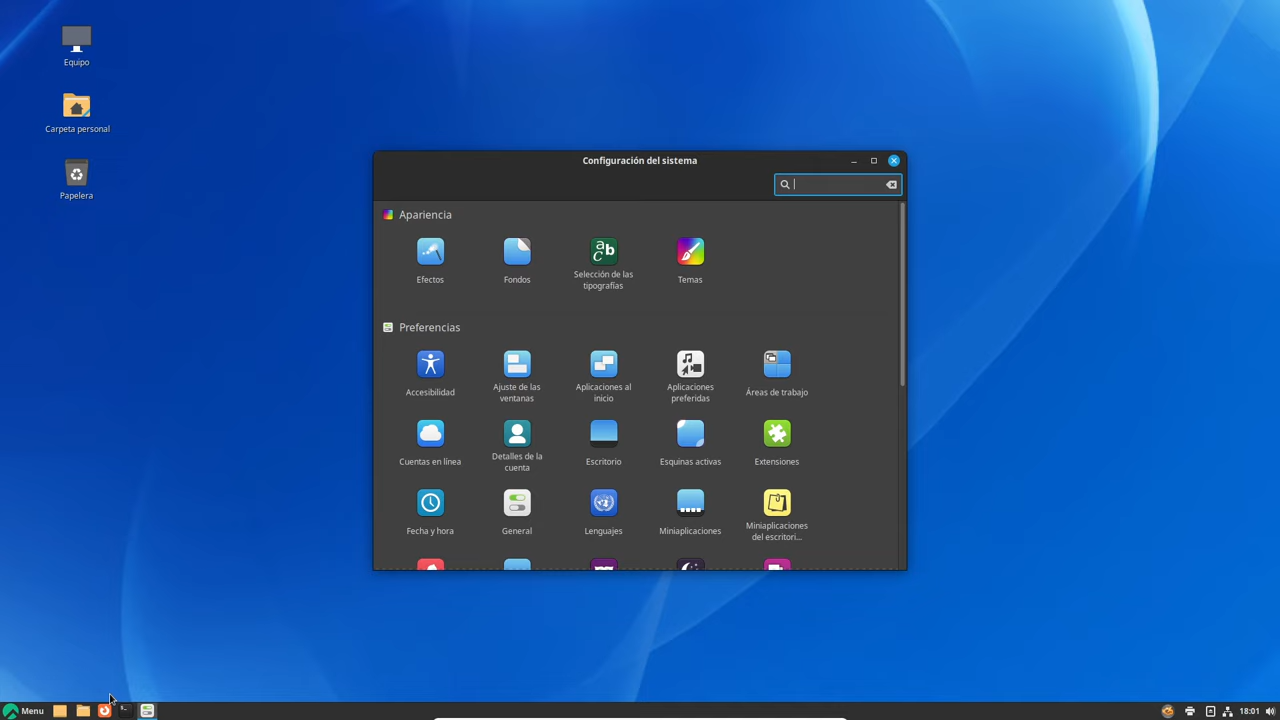 Equipo
Carpeta personal
Papelera
Configuración del sistema
Apariencia
Efectos
Fondos
Selección de las
tipografías
Temas
Preferencias
Accesibilidad
Ajuste de las
ventanas
Aplicaciones al
inicio
Aplicaciones
preferidas
Áreas de trabajo
Cuentas en línea
Detalles de la
cuenta
Escritorio
Esquinas activas
Extensiones
Fecha y hora
General
Lenguajes
Miniaplicaciones
Miniaplicaciones
del escritori...
Menu
18:01